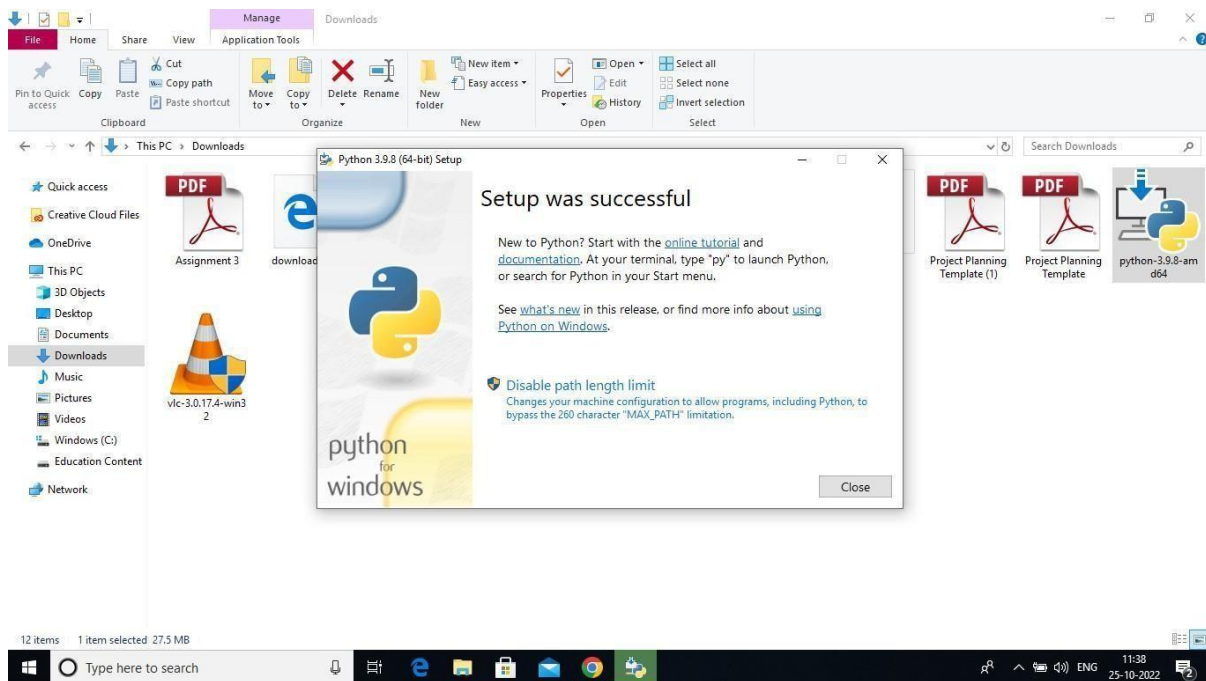 Manage
Downloads
File
Home
Share
View
Application Tools
Pin to Quick
access
Copy
Paste
Cut
Copy path
Paste shortcut
Clipboard
Move
to
Copy
to
Delete
Rename
Organize
New
folder
New item
Easy access
New
Properties
Open
Edit
History
Open
Select all
Select none
Invert selection
Select
This PC > Downloads
Search Downloads
Quick access
Creative Cloud Files
OneDrive
This PC
3D Objects
Desktop
Documents
Downloads
Music
Pictures
Videos
Windows (C:)
Education Content
Network
PDF
Assignment 3
download
vlc-3.0.17.4-win3
2
Python 3.9.8 (64-bit) Setup
Setup was successful
New to Python? Start with the online tutorial and
documentation. At your terminal, type "py" to launch Python,
or search for Python in your Start menu.
See what's new in this release, or find more info about using
Python on Windows.
Disable path length limit
Changes your machine configuration to allow programs, including Python, to
bypass the 260 character "MAX_PATH" limitation.
python
for
windows
Close
PDF
Project Planning
Template (1)
PDF
Project Planning
Template
python-3.9.8-am
d64
12 items
1 item selected 27.5 MB
Type here to search
ENG
11:38
25-10-2022
2